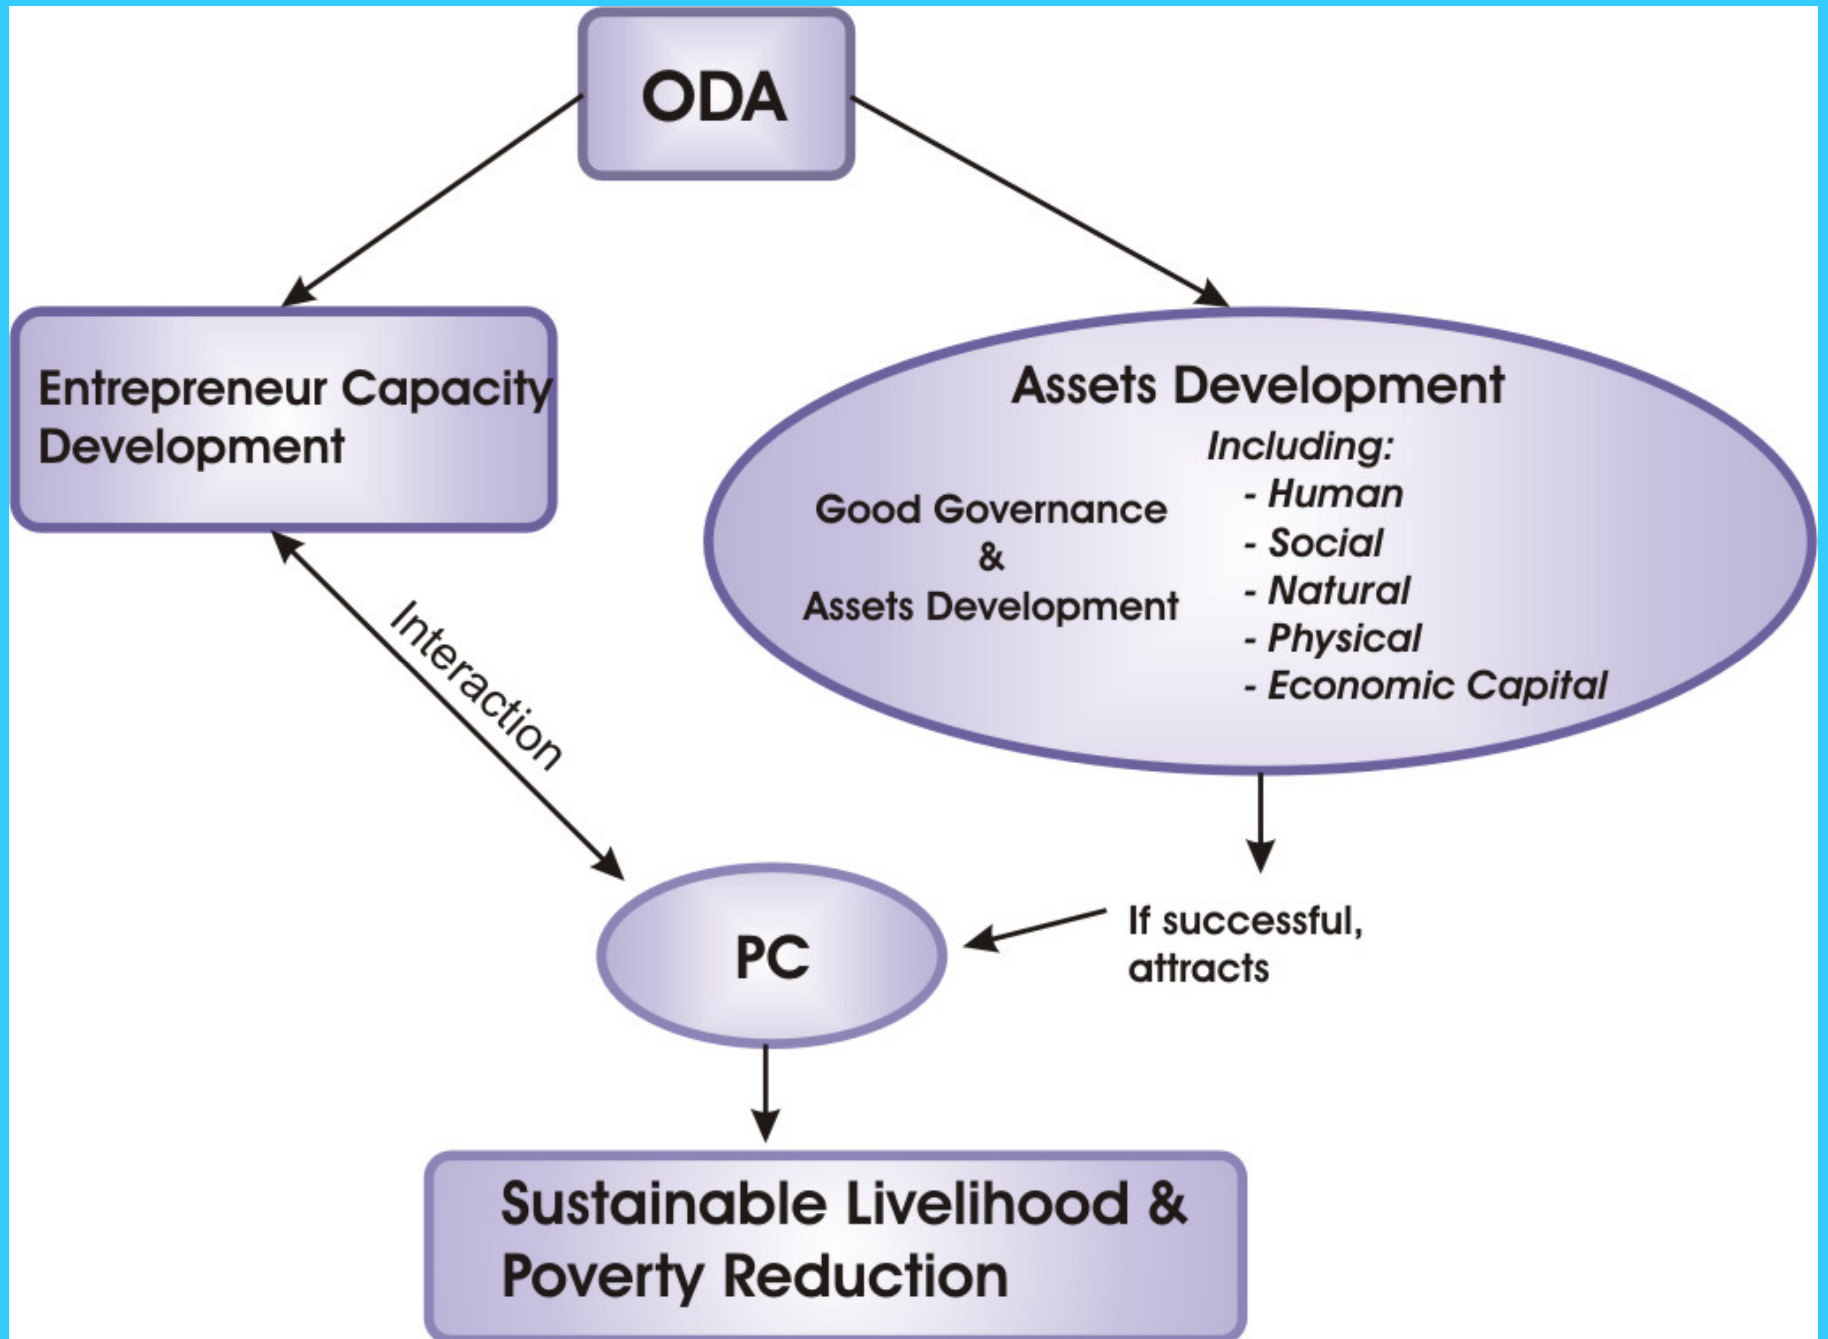 ODA
Entrepreneur Capacity
Development
Assets Development
Including:
- Human
- Social
- Natural
- Physical
- Economic Capital
Good Governance
&
Assets Development
Interaction
If successful,
attracts
PC
Sustainable Livelihood &
Poverty Reduction